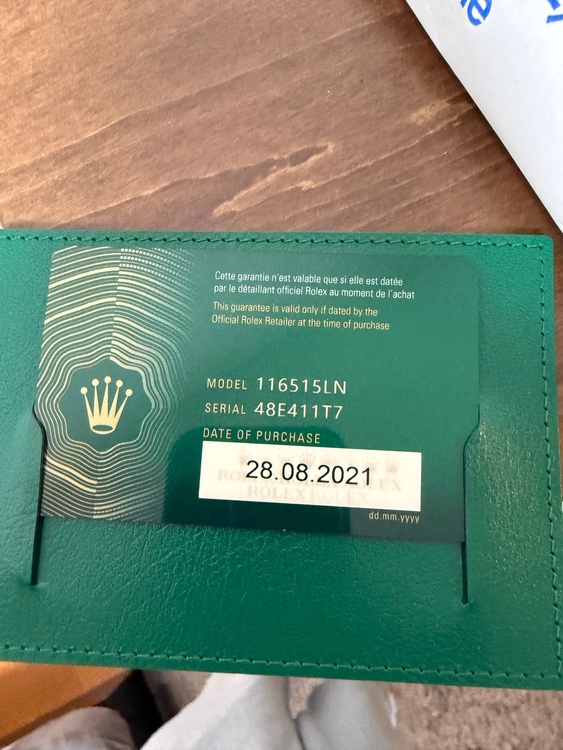 Cette garantie n'est valable que si elle est datée
par le détaillant officiel Rolex au moment de l'achat
This guarantee is valid only if dated by the
Official Rolex Retailer at the time of purchase
MODEL 116515LN
SERIAL 48E411T7
DATE OF PURCHASE
28.08.2021
ROLEX ROLEX
dd.mm.yyyy